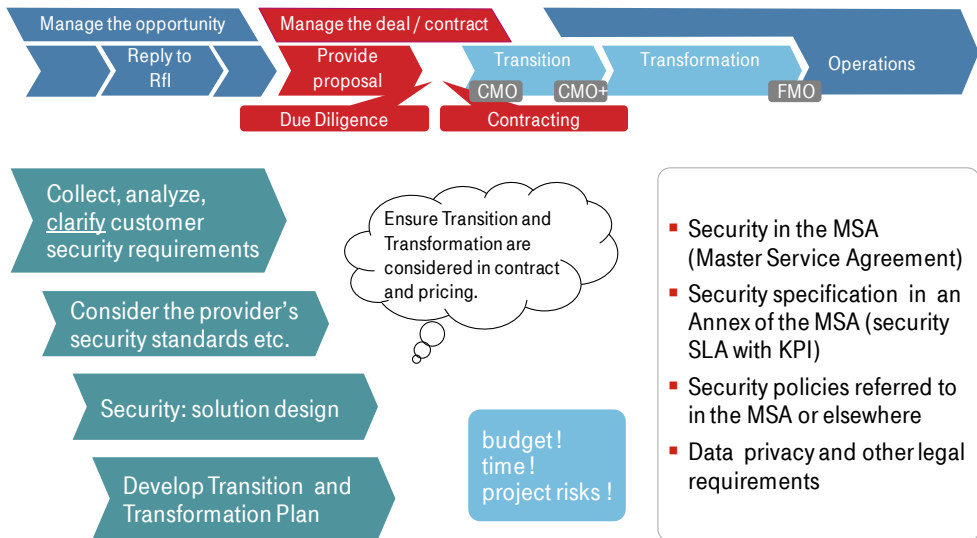 Manage the opportunity
Manage the deal / contract
Reply to
RfI
Provide
proposal
Transition
Transformation
Operations
CMO
CMO+
FMO
Due Diligence
Contracting
Collect, analyze,
clarify customer
security requirements
Consider the provider's
security standards etc.
Security: solution design
Develop Transition and
Transformation Plan
Ensure Transition and
Transformation are
considered in contract
and pricing.
budget!
time!
project risks!
▪ Security in the MSA
(Master Service Agreement)
▪ Security specification in an
Annex of the MSA (security
SLA with KPI)
▪ Security policies referred to
in the MSA or elsewhere
▪ Data privacy and other legal
requirements